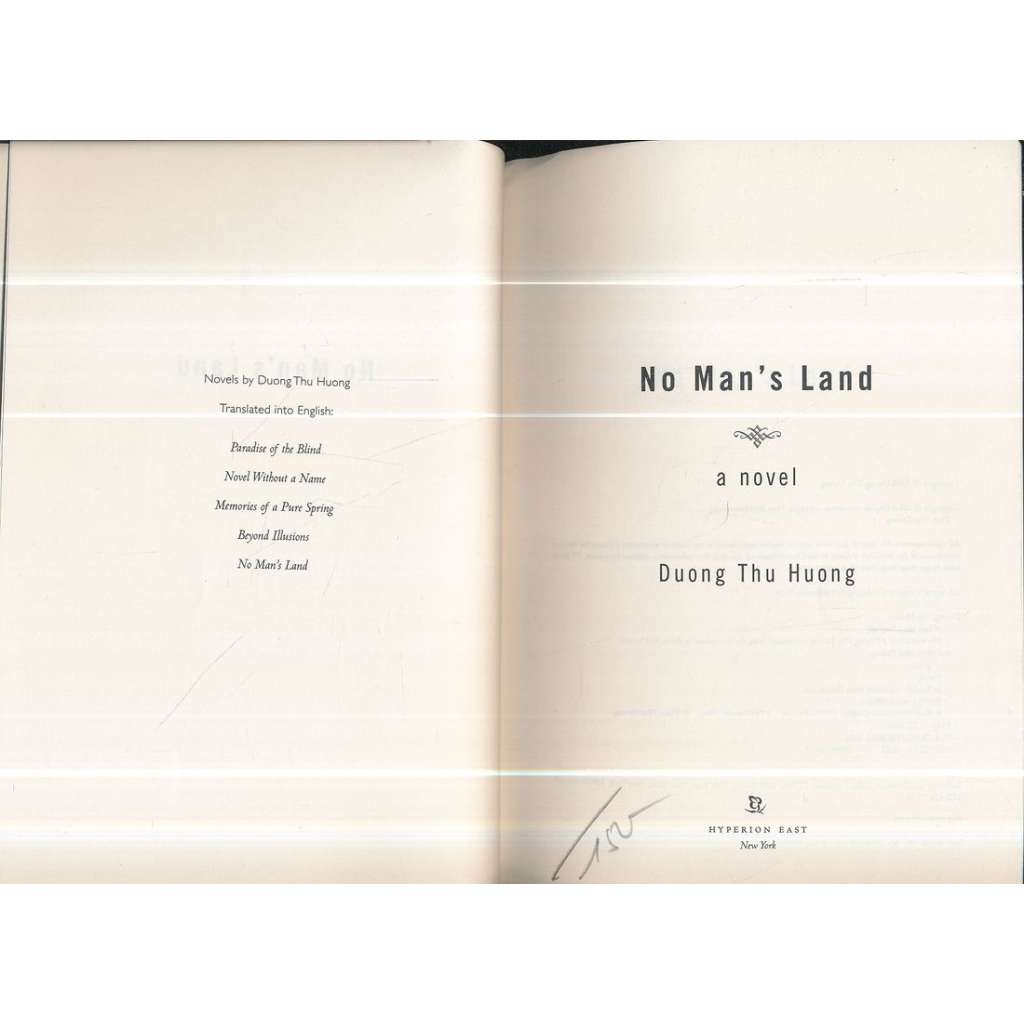 Novels by Duong Thu Huong
Translated into English:
Paradise of the Blind
Novel Without a Name
Memories of a Pure Spring
Beyond Illusions
No Man's Land
No Man's Land
a novel
Duong Thu Huong
HYPERION EAST
New York